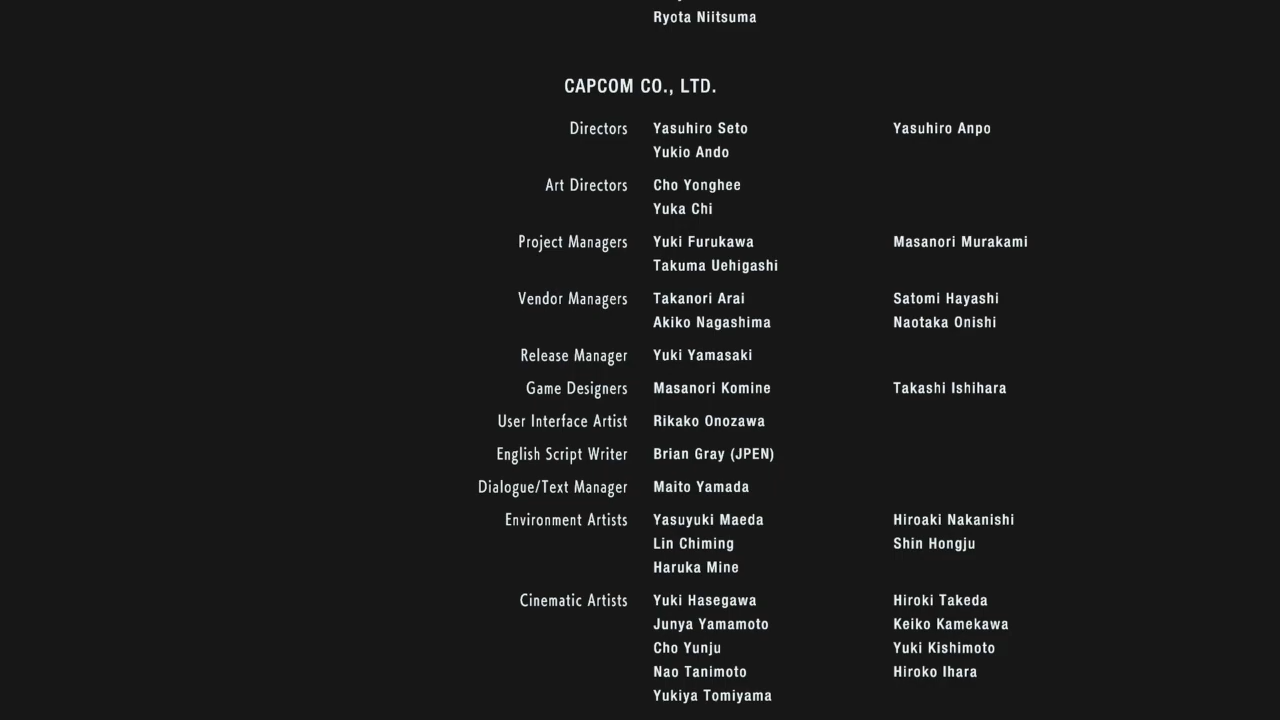 Ryota Niitsuma
CAPCOM CO., LTD.
Directors Yasuhiro Seto Yasuhiro Anpo
Yukio Ando
Art Directors Cho Yonghee
Yuka Chi
Project Managers Yuki Furukawa Masanori Murakami
Takuma Uehigashi
Vendor Managers Takanori Arai Satomi Hayashi
Akiko Nagashima Naotaka Onishi
Release Manager Yuki Yamasaki
Game Designers Masanori Komine Takashi Ishihara
User Interface Artist Rikako Onozawa
English Script Writer Brian Gray (JPEN)
Dialogue/Text Manager Maito Yamada
Environment Artists Yasuyuki Maeda Hiroaki Nakanishi
Lin Chiming Shin Hongju
Haruka Mine
Cinematic Artists Yuki Hasegawa Hiroki Takeda
Junya Yamamoto Keiko Kamekawa
Cho Yunju Yuki Kishimoto
Nao Tanimoto Hiroko Ihara
Yukiya Tomiyama